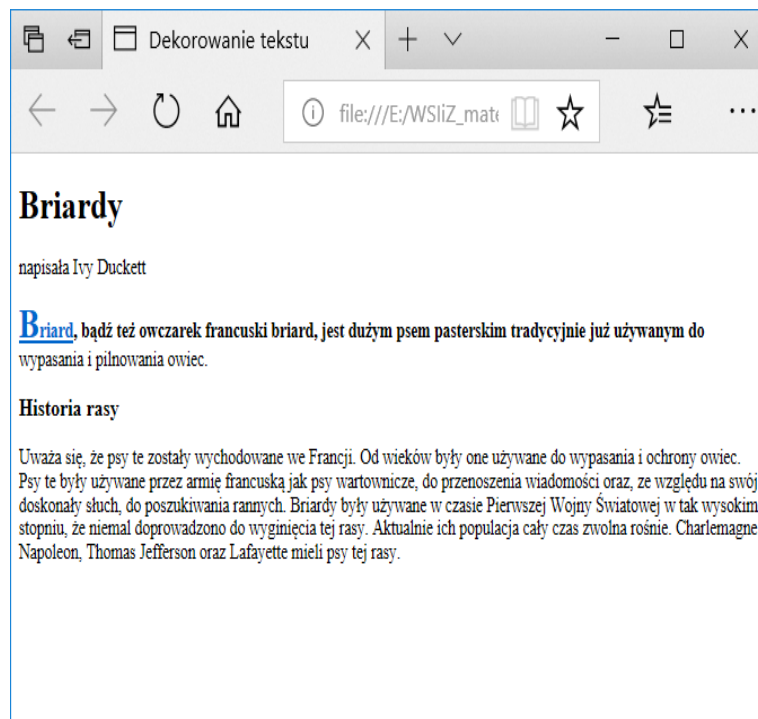 Dekorowanie tekstu
file:///E:/WSIiZ_mate
Briardy
napisała Ivy Duckett
Briard, bądź też owczarek francuski briard, jest dużym psem pasterskim tradycyjnie już używanym do
wypasania i pilnowania owiec.
Historia rasy
Uważa się, że psy te zostały wychodowane we Francji. Od wieków były one używane do wypasania i ochrony owiec.
Psy te były używane przez armię francuską jak psy wartownicze, do przenoszenia wiadomości oraz, ze względu na swój
doskonały słuch, do poszukiwania rannych. Briardy były używane w czasie Pierwszej Wojny Światowej w tak wysokim
stopniu, że niemal doprowadzono do wyginięcia tej rasy. Aktualnie ich populacja cały czas zwolna rośnie. Charlemagne
Napoleon, Thomas Jefferson oraz Lafayette mieli psy tej rasy.